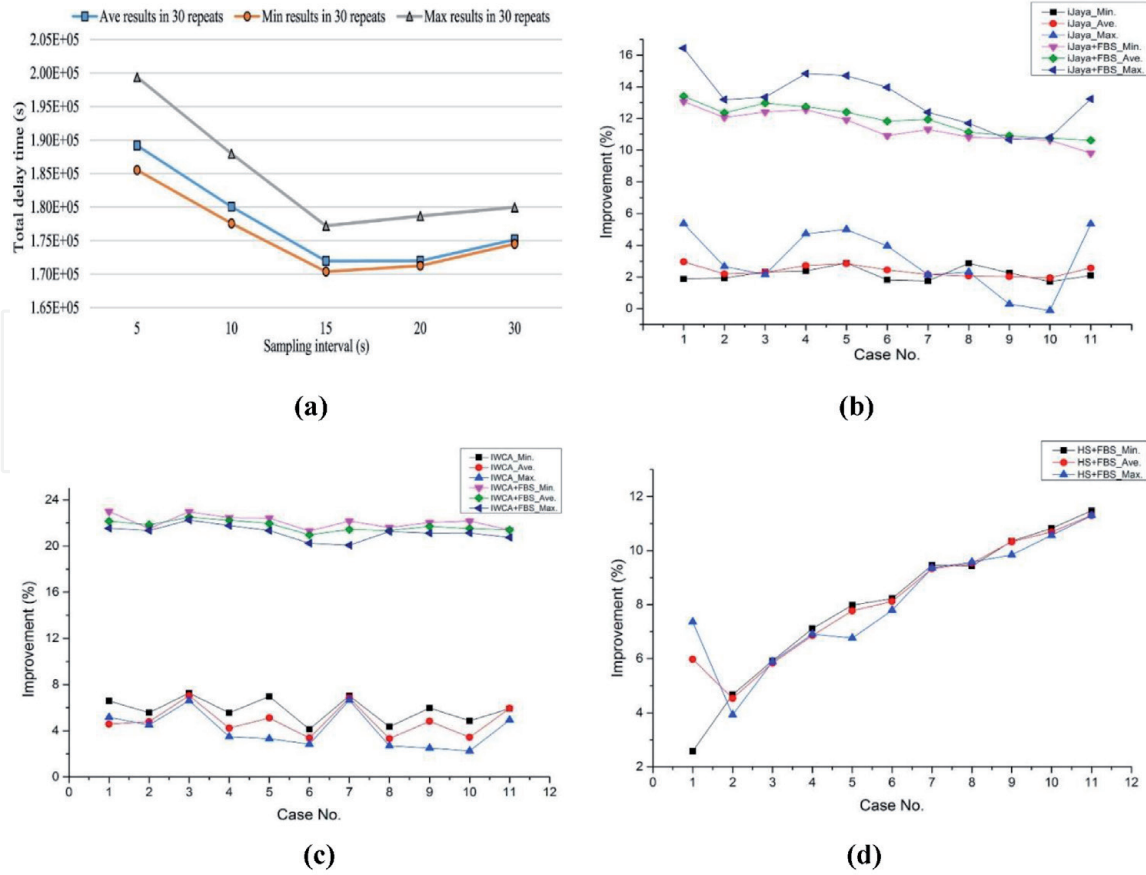 Ave results in 30 repeats Min results in 30 repeats Max results in 30 repeats
2.05E+05
2.00E+05
1.95E+05
1.90E+05
1.85E+05
1.80E+05
1.75E+05
1.70E+05
1.65E+05
Total delay time (s)
5 10 15 20 30
Sampling interval (s)
(a)
iJaya_Min.
iJaya_Ave.
iJaya_Max.
iJaya+FBS_Min.
iJaya+FBS_Ave.
iJaya+FBS_Max.
16
14
12
10
8
6
4
2
0
Improvement (%)
1 2 3 4 5 6 7 8 9 10 11
Case No.
(b)
IWCA_Min.
IWCA_Ave.
IWCA_Max.
IWCA+FBS_Min.
IWCA+FBS_Ave.
IWCA+FBS_Max.
24
20
16
12
8
4
0
Improvement (%)
0 1 2 3 4 5 6 7 8 9 10 11 12
Case No.
(c)
HS+FBS_Min.
HS+FBS_Ave.
HS+FBS_Max.
12
10
8
6
4
2
Improvement (%)
0 1 2 3 4 5 6 7 8 9 10 11 12
Case No.
(d)